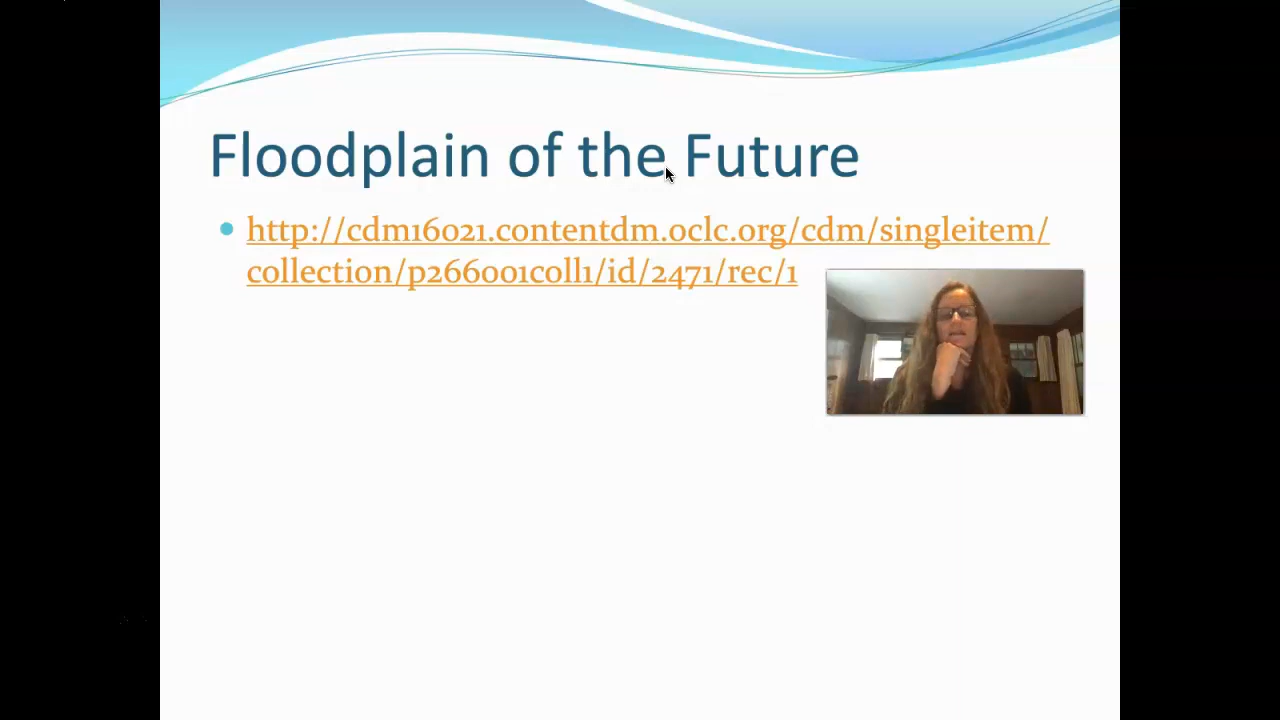 Floodplain of the Future
http://cdm16021.contentdm.oclc.org/cdm/singleitem/
collection/p266001coll1/id/2471/rec/1